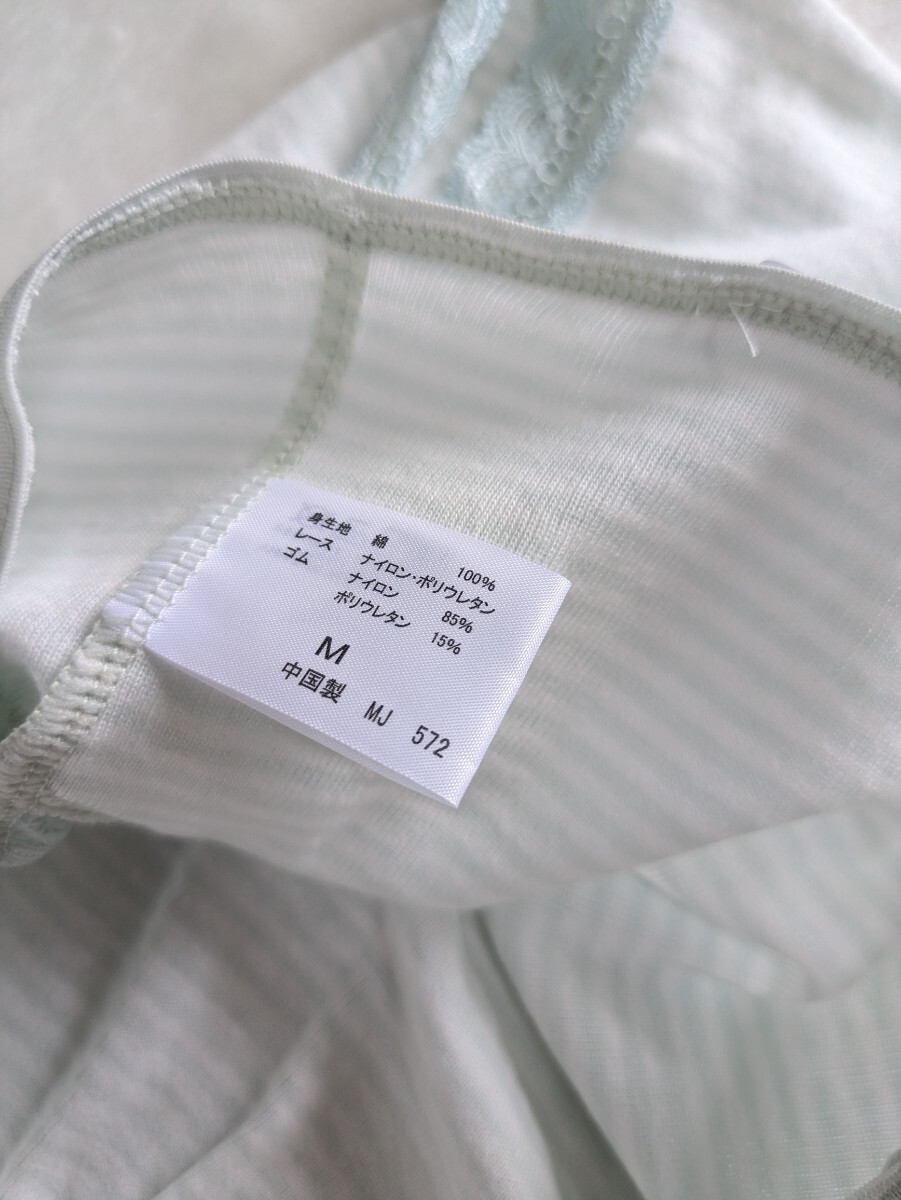 身生地 綿 100%
レース ナイロン・ポリウレタン
ゴム ナイロン 85%
ポリウレタン 15%
M
中国製 MJ 572